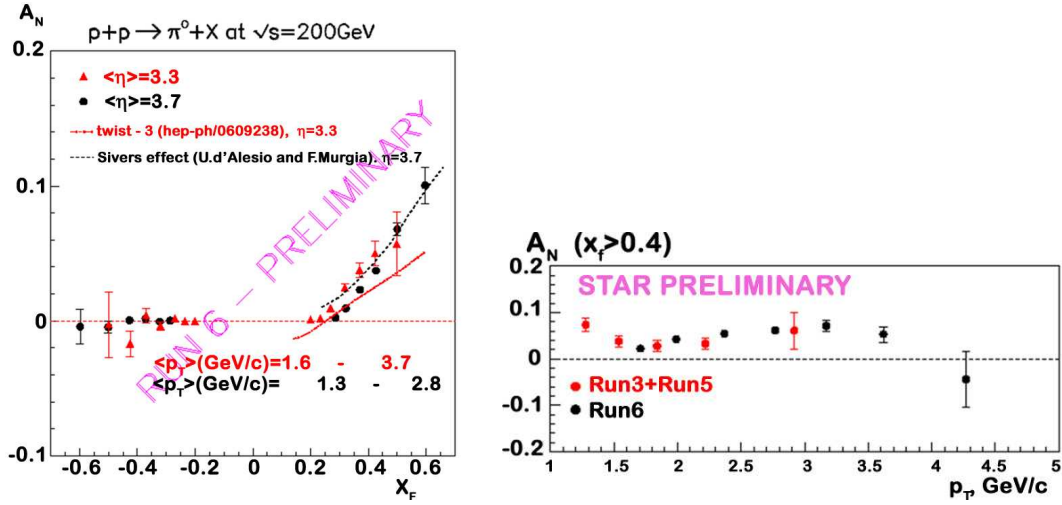 A_N
p+p → π°+X at √s=200GeV
0.2
<η>=3.3
<η>=3.7
twist - 3 (hep-ph/0609238), η=3.3
Sivers effect (U.d'Alesio and F.Murgia). η=3.7
0.1
RUN 6 – PRELIMINARY
0
<p_T>(GeV/c)=1.6 - 3.7
<p_T>(GeV/c)= 1.3 - 2.8
-0.1
-0.6 -0.4 -0.2 0 0.2 0.4 0.6
X_F
A_N (x_f>0.4)
0.2
STAR PRELIMINARY
0.1
0
Run3+Run5
-0.1
Run6
-0.2
1 1.5 2 2.5 3 3.5 4 4.5 5
p_T, GeV/c